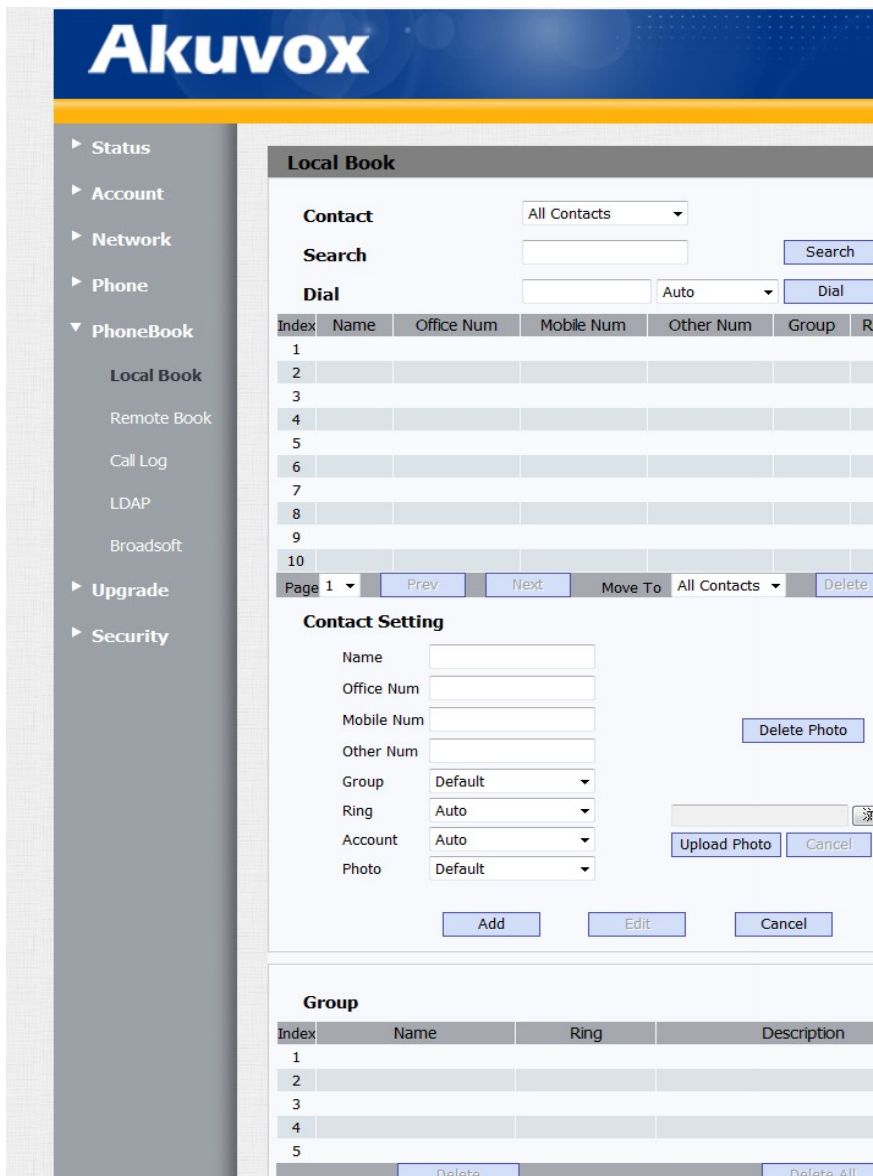 Akuvox
Status
Account
Network
Phone
PhoneBook
Local Book
Remote Book
Call Log
LDAP
Broadsoft
Upgrade
Security
Local Book
Contact All Contacts
Search Search
Dial Auto Dial
Index Name Office Num Mobile Num Other Num Group R
1
2
3
4
5
6
7
8
9
10
Page 1 Prev Next Move To All Contacts Delete
Contact Setting
Name
Office Num
Mobile Num
Delete Photo
Other Num
Group Default
Ring Auto
Account Auto Upload Photo Cancel
Photo Default
Add Edit Cancel
Group
Index Name Ring Description
1
2
3
4
5
Delete Delete All